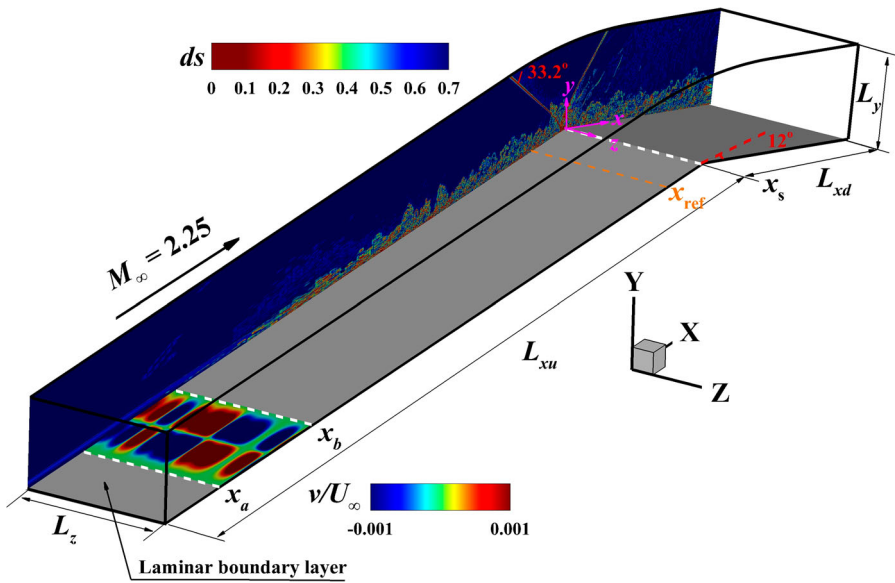 ds
0 0.1 0.2 0.3 0.4 0.5 0.6 0.7
33.2°
y
x
z
12°
L_y
L_xd
x_s
x_ref
M_∞ = 2.25
Y
X
Z
L_xu
x_b
x_a
v/U_∞
-0.001 0.001
L_z
Laminar boundary layer